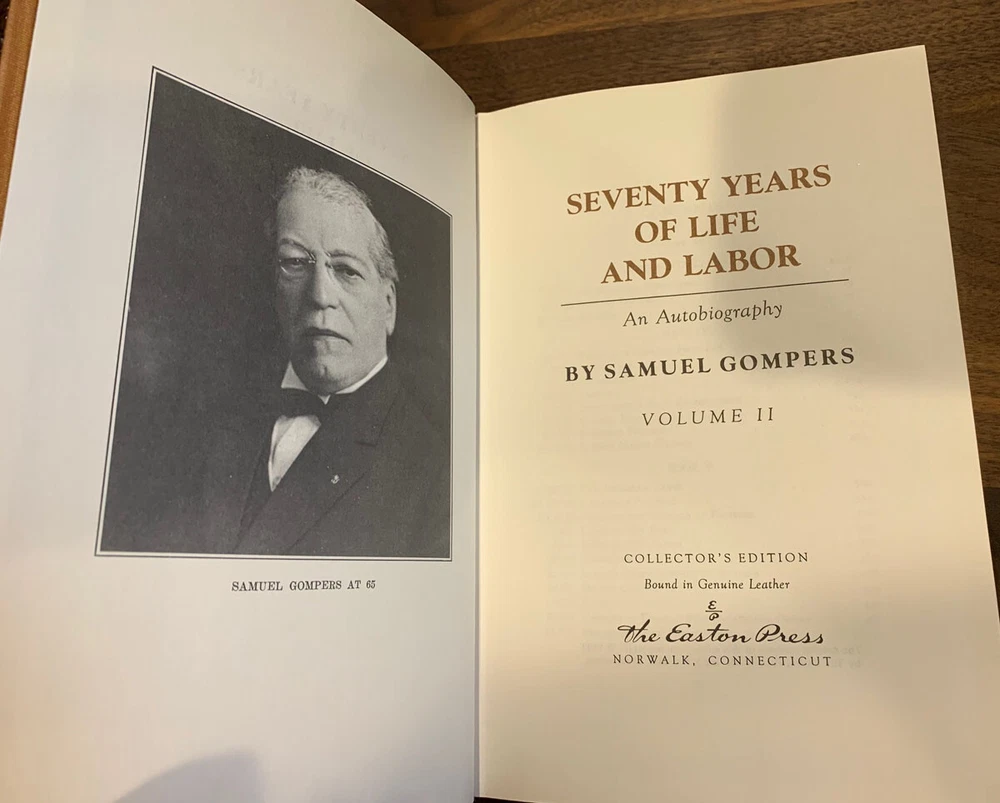 SAMUEL GOMPERS AT 65
SEVENTY YEARS
OF LIFE
AND LABOR
An Autobiography
BY SAMUEL GOMPERS
VOLUME II
COLLECTOR'S EDITION
Bound in Genuine Leather
E
P
The Easton Press
NORWALK, CONNECTICUT